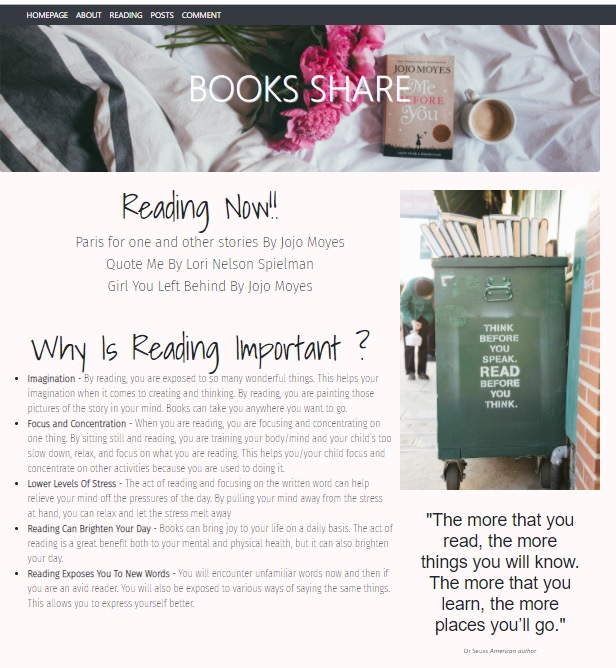 HOMEPAGE ABOUT READING POSTS COMMENT
BOOKS SHARE
JOJO MOYES
Me
BEFORE
You
Reading Now!!
Paris for one and other stories By Jojo Moyes
Quote Me By Lori Nelson Spielman
Girl You Left Behind By Jojo Moyes
Why Is Reading Important ?
Imagination - By reading, you are exposed to so many wonderful things. This helps your
imagination when it comes to creating and thinking. By reading, you are painting those
pictures of the story in your mind. Books can take you anywhere you want to go.
Focus and Concentration - When you are reading, you are focusing and concentrating on
one thing. By sitting still and reading, you are training your body/mind and your child's too
slow down, relax, and focus on what you are reading. This helps you/your child focus and
concentrate on other activities because you are used to doing it.
Lower Levels Of Stress - The act of reading and focusing on the written word can help
relieve your mind off the pressures of the day. By pulling your mind away from the stress
at hand, you can relax and let the stress melt away
Reading Can Brighten Your Day - Books can bring joy to your life on a daily basis. The act of
reading is a great benefit both to your mental and physical health, but it can also brighten
your day.
Reading Exposes You To New Words - You will encounter unfamiliar words now and then if
you are an avid reader. You will also be exposed to various ways of saying the same things.
This allows you to express yourself better.
THINK
BEFORE
YOU
SPEAK.
READ
BEFORE
YOU
THINK.
"The more that you
read, the more
things you will know.
The more that you
learn, the more
places you'll go."
Dr Seuss American author